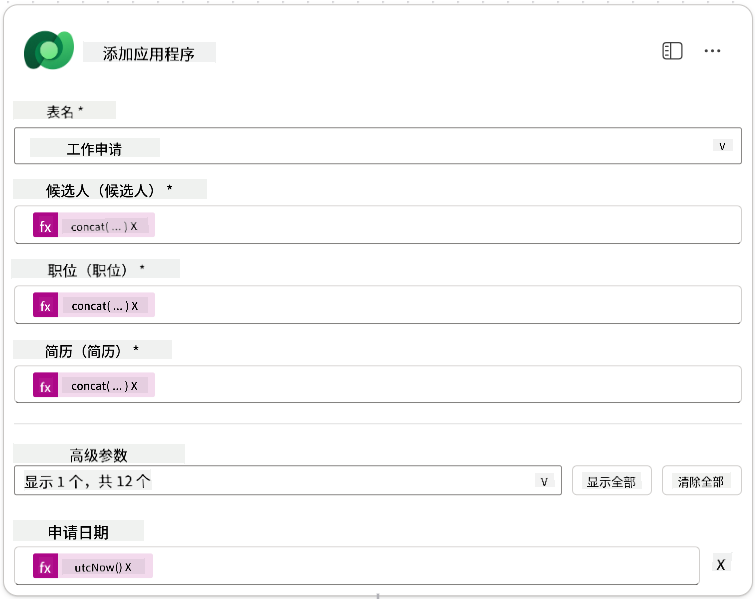 添加应用程序
表名 *
工作申请
候选人（候选人） *
fx concat( ... ) X
职位（职位） *
fx concat( ... ) X
简历（简历） *
fx concat( ... ) X
高级参数
显示 1 个，共 12 个
显示全部
清除全部
申请日期
fx utcNow() X
X